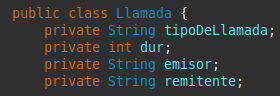 public class Llamada {
    private String tipoDeLlamada;
    private int dur;
    private String emisor;
    private String remitente;